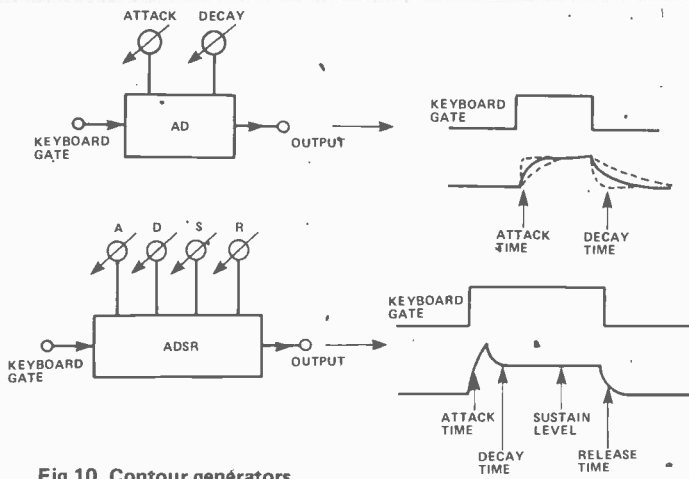 ATTACK
DECAY
KEYBOARD
GATE
AD
OUTPUT
KEYBOARD
GATE
ATTACK
TIME
DECAY
TIME
A
D
S
R
KEYBOARD
GATE
ADSR
OUTPUT
KEYBOARD
GATE
ATTACK
TIME
DECAY
TIME
SUSTAIN
LEVEL
RELEASE
TIME
Fig 10. Contour generators